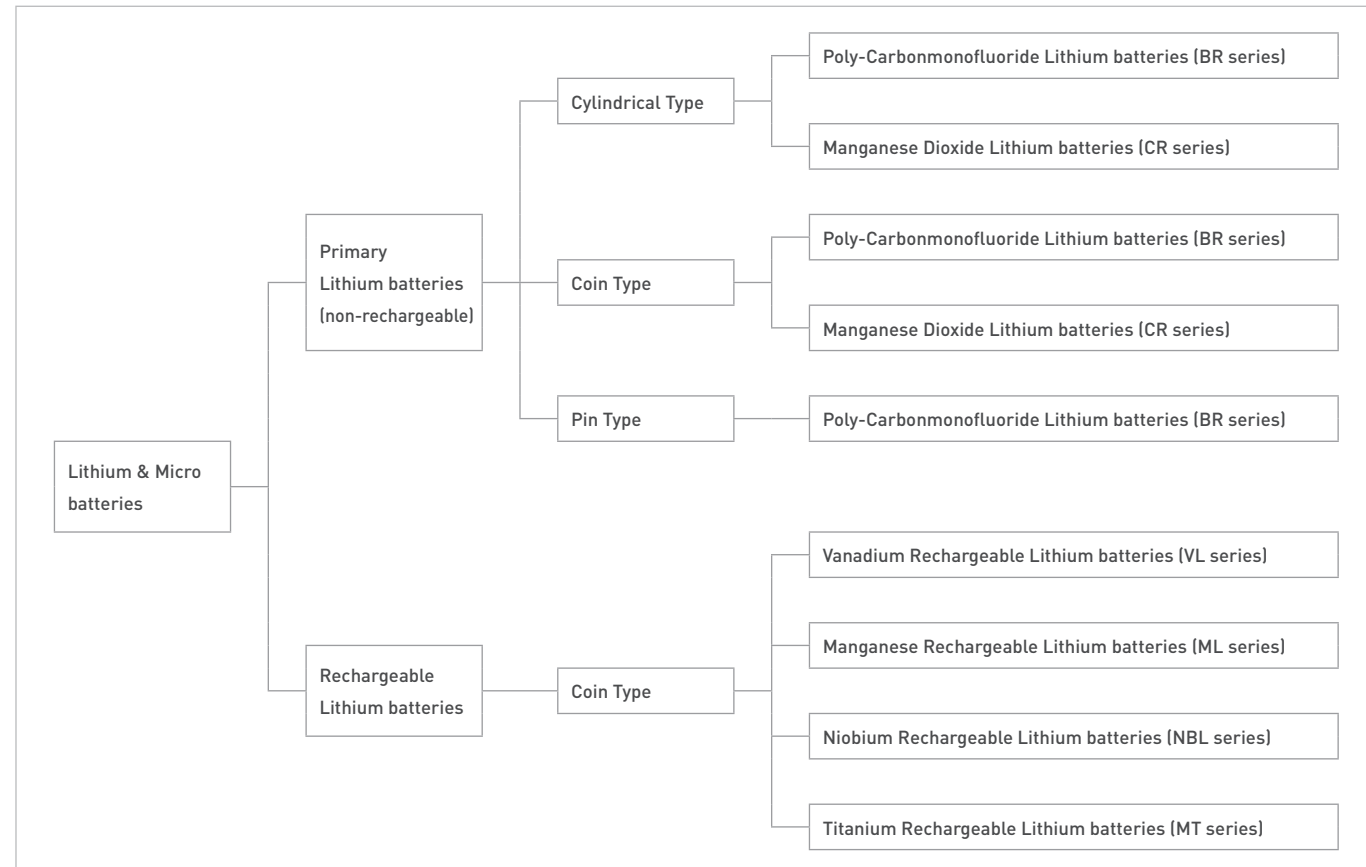 Lithium & Micro
batteries
Primary
Lithium batteries
(non-rechargeable)
Cylindrical Type
Poly-Carbonmonofluoride Lithium batteries (BR series)
Manganese Dioxide Lithium batteries (CR series)
Coin Type
Poly-Carbonmonofluoride Lithium batteries (BR series)
Manganese Dioxide Lithium batteries (CR series)
Pin Type
Poly-Carbonmonofluoride Lithium batteries (BR series)
Rechargeable
Lithium batteries
Coin Type
Vanadium Rechargeable Lithium batteries (VL series)
Manganese Rechargeable Lithium batteries (ML series)
Niobium Rechargeable Lithium batteries (NBL series)
Titanium Rechargeable Lithium batteries (MT series)